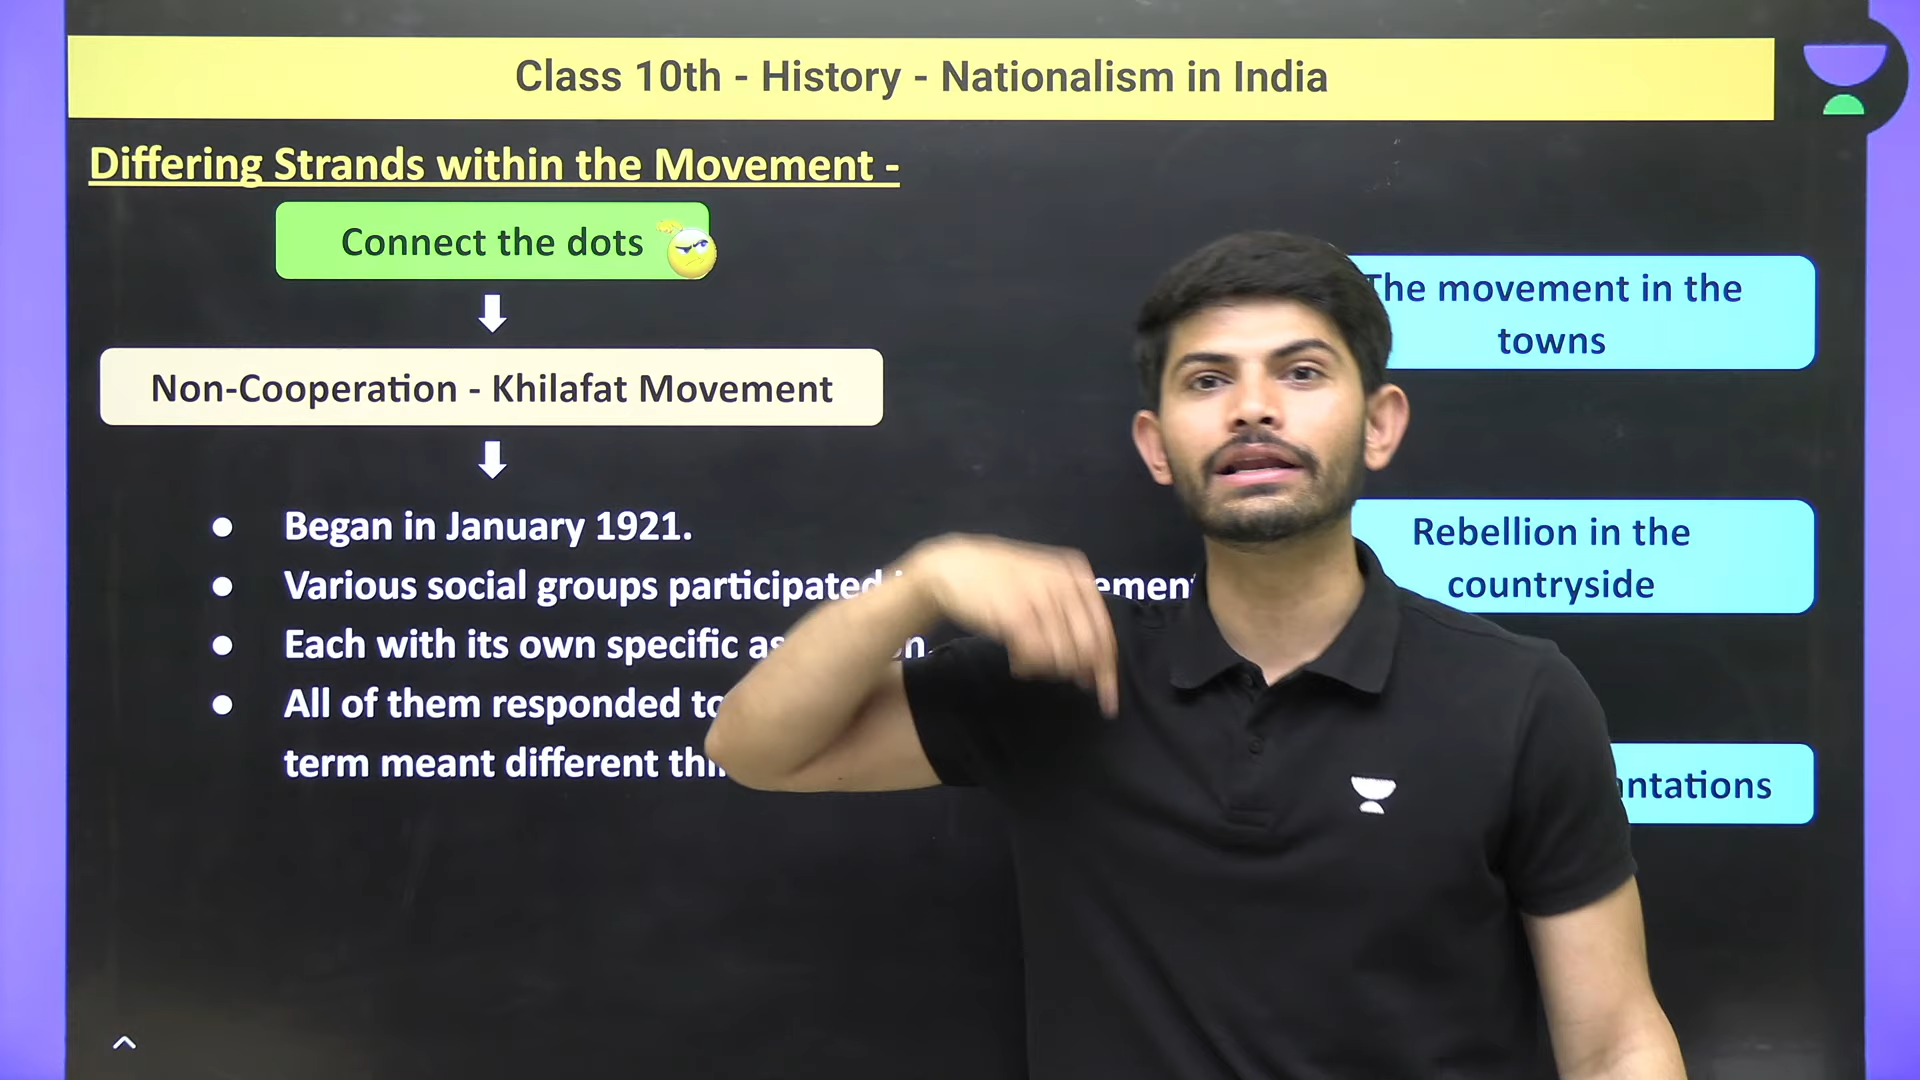 Class 10th - History - Nationalism in India
Differing Strands within the Movement -
Connect the dots
Non-Cooperation - Khilafat Movement
● Began in January 1921.
● Various social groups participated
● Each with its own specific
● All of them responded
term meant different
The movement in the
towns
Rebellion in the
countryside